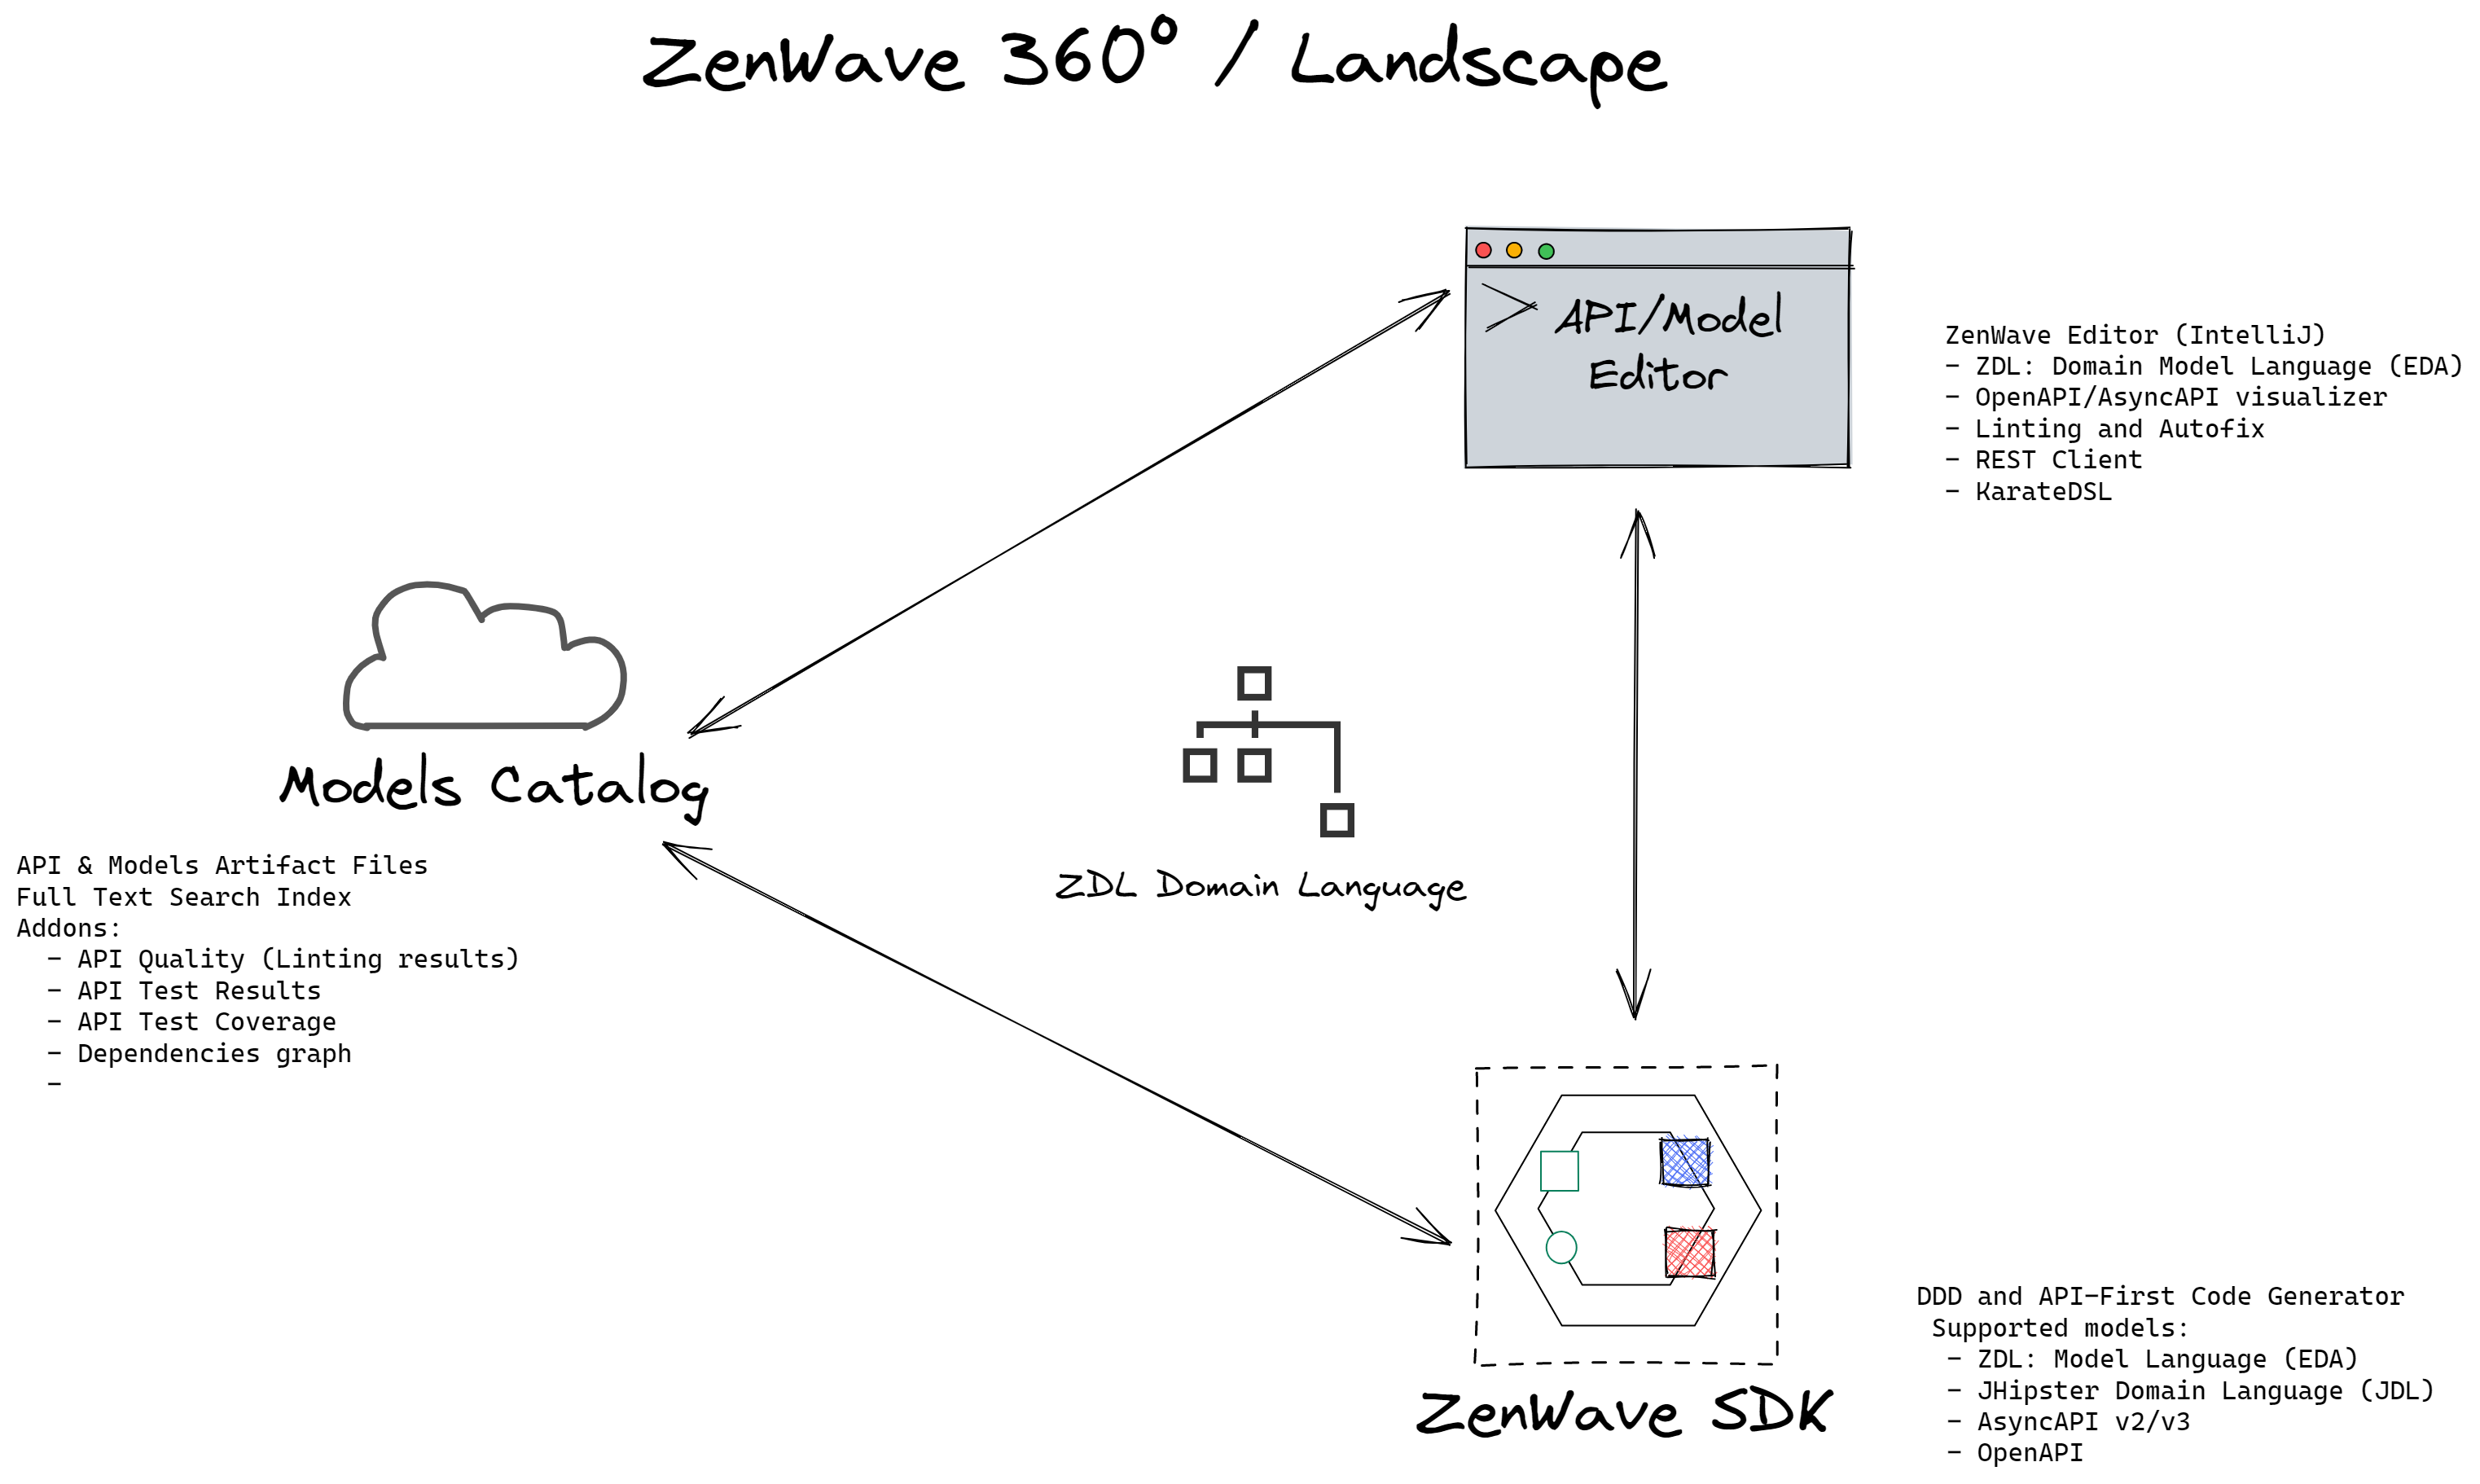 ZenWave 360° / Landscape
> API/Model
Editor
ZenWave Editor (IntelliJ)
- ZDL: Domain Model Language (EDA)
- OpenAPI/AsyncAPI visualizer
- Linting and Autofix
- REST Client
- KarateDSL
Models Catalog
API & Models Artifact Files
Full Text Search Index
Addons:
- API Quality (Linting results)
- API Test Results
- API Test Coverage
- Dependencies graph
-
ZDL Domain Language
ZenWave SDK
DDD and API-First Code Generator
Supported models:
- ZDL: Model Language (EDA)
- JHipster Domain Language (JDL)
- AsyncAPI v2/v3
- OpenAPI